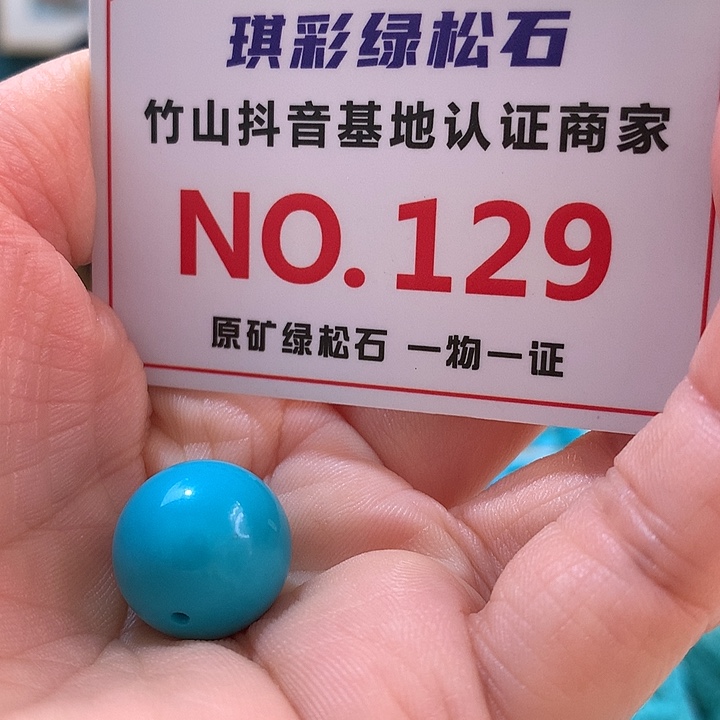 琪彩绿松石
竹山抖音基地认证商家
NO.129
原矿绿松石 一物一证